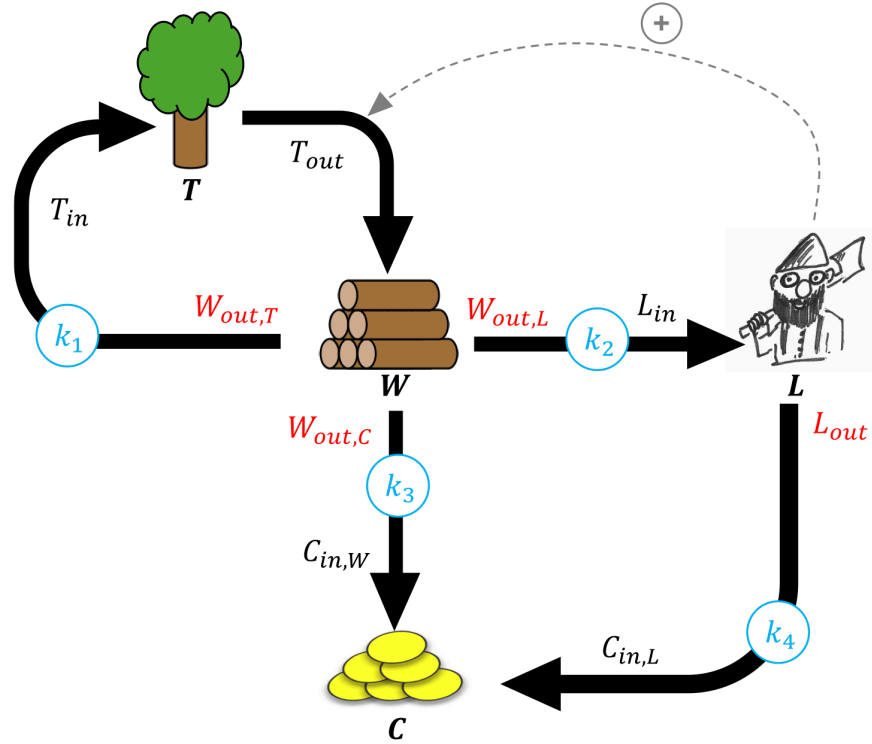 +
T
T_out
T_in
W_out,T
W_out,L
L_in
k_1
k_2
W
L
W_out,C
L_out
k_3
C_in,W
k_4
C_in,L
C